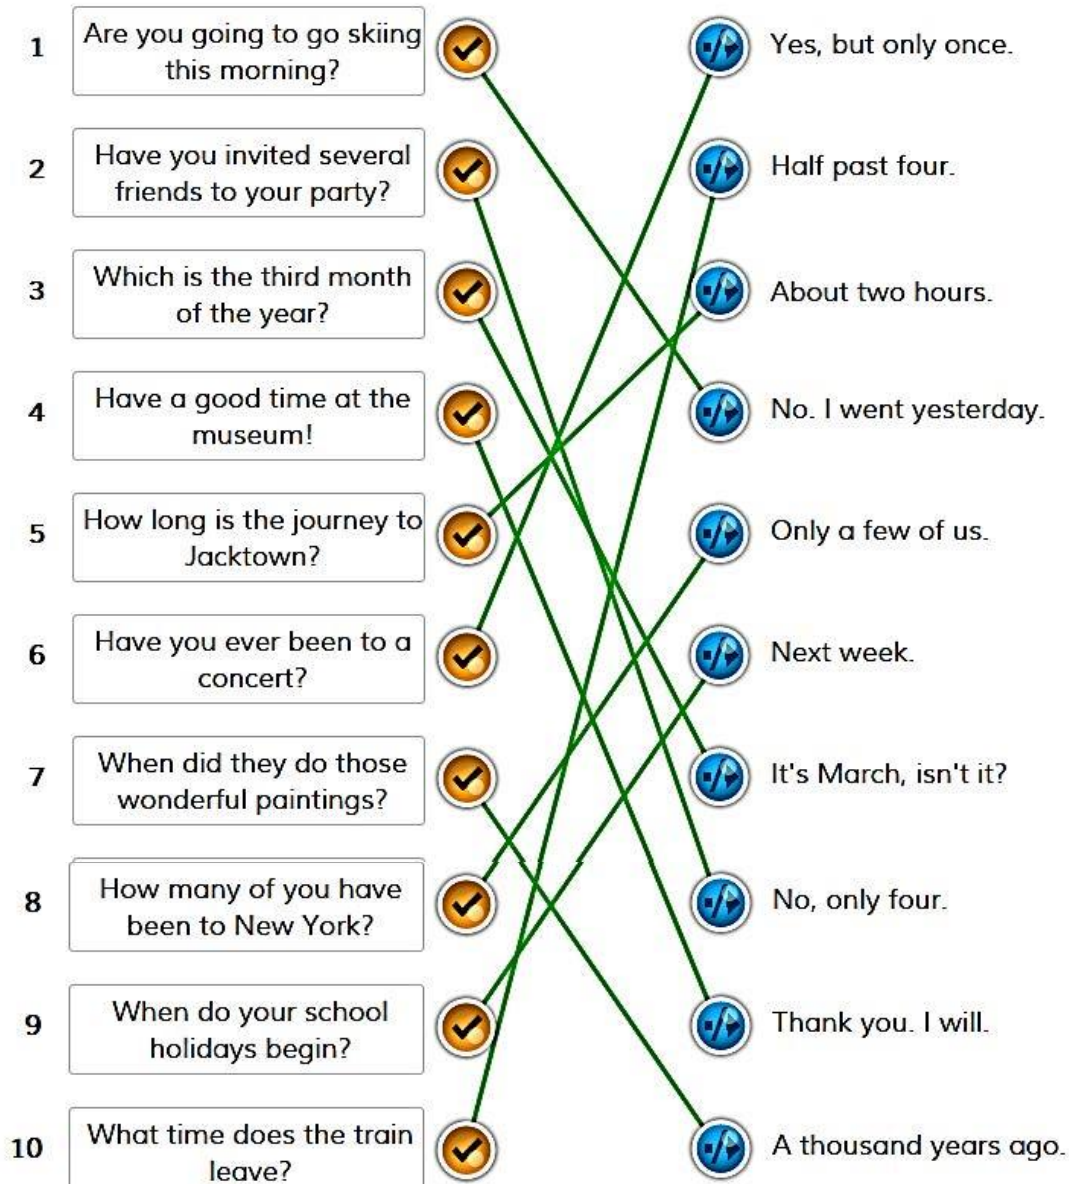 1 Are you going to go skiing Yes, but only once.
this morning?
2 Have you invited several Half past four.
friends to your party?
3 Which is the third month About two hours.
of the year?
4 Have a good time at the No. I went yesterday.
museum!
5 How long is the journey to Only a few of us.
Jacktown?
6 Have you ever been to a Next week.
concert?
7 When did they do those It's March, isn't it?
wonderful paintings?
8 How many of you have No, only four.
been to New York?
9 When do your school Thank you. I will.
holidays begin?
10 What time does the train A thousand years ago.
leave?